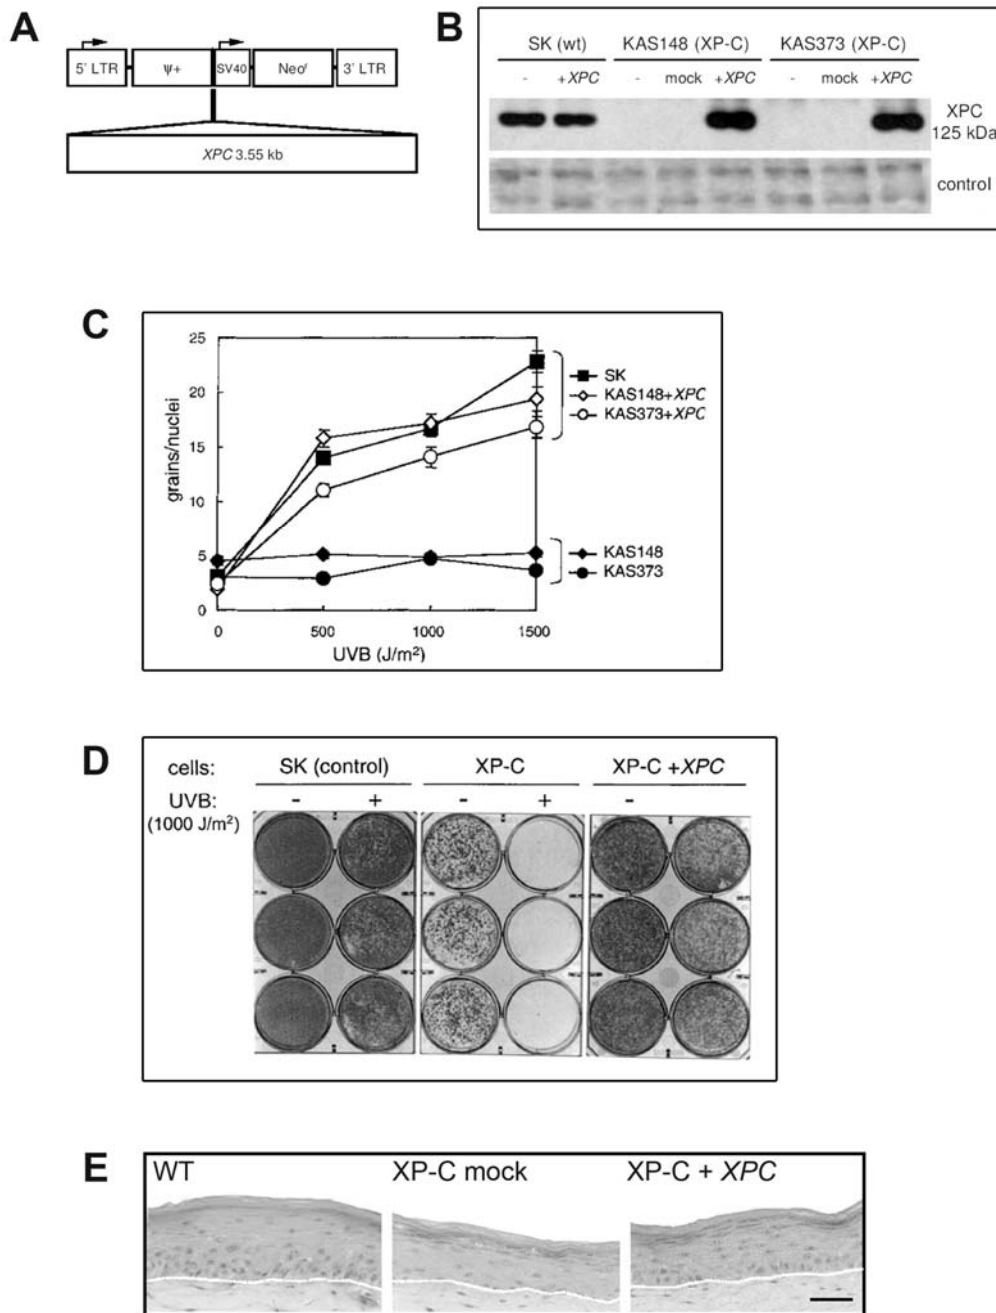 A
5' LTR ψ+ SV40 Neoʳ 3' LTR
XPC 3.55 kb
B
SK (wt) KAS148 (XP-C) KAS373 (XP-C)
- +XPC - mock +XPC - mock +XPC
XPC
125 kDa
control
C
25
20
15
10
5
0
grains/nuclei
0 500 1000 1500
UVB (J/m²)
SK
KAS148+XPC
KAS373+XPC
KAS148
KAS373
D
cells: SK (control) XP-C XP-C +XPC
UVB: - + - + -
(1000 J/m²)
E
WT XP-C mock XP-C + XPC